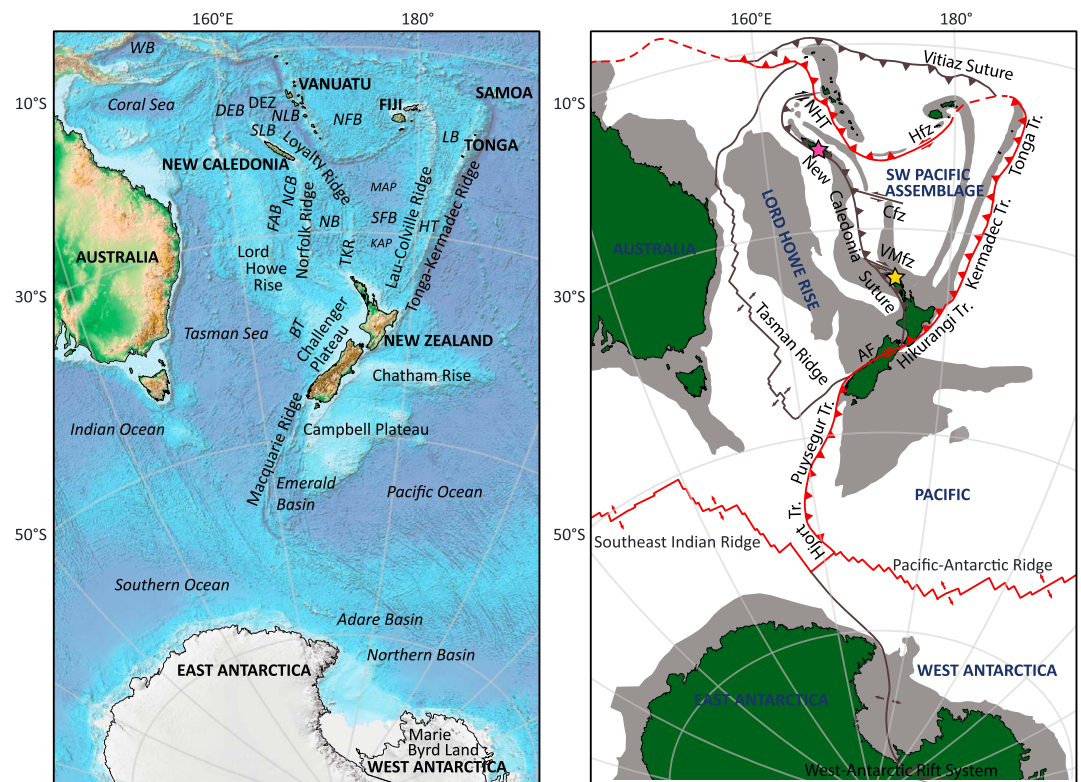 160°E
180°
160°E
180°
10°S
30°S
50°S
10°S
30°S
50°S
WB
Coral Sea
VANUATU
SAMOA
DEB
DEZ
NLB
SLB
NFB
FIJI
LB
TONGA
NEW CALEDONIA
Loyalty Ridge
NCB
FAB
Norfolk Ridge
NB
TKR
MAP
SFB
KAP
Lau-Colville Ridge
HT
Tonga-Kermadec Ridge
AUSTRALIA
Lord
Howe
Rise
Tasman Sea
BT
Challenger
Plateau
NEW ZEALAND
Chatham Rise
Indian Ocean
Macquarie Ridge
Campbell Plateau
Emerald
Basin
Pacific Ocean
Southern Ocean
Adare Basin
Northern Basin
EAST ANTARCTICA
Marie
Byrd Land
WEST ANTARCTICA
Vitiaz Suture
NHT
Hfz
Tonga Tr.
SW PACIFIC
ASSEMBLAGE
New
Caledonia
Suture
Cfz
VMfz
Kermadec Tr.
LORD HOWE RISE
AUSTRALIA
Tasman Ridge
AF
Hikurangi Tr.
Puysegur Tr.
PACIFIC
Hjort Tr.
Southeast Indian Ridge
Pacific-Antarctic Ridge
WEST ANTARCTICA
EAST ANTARCTICA
West-Antarctic Rift System